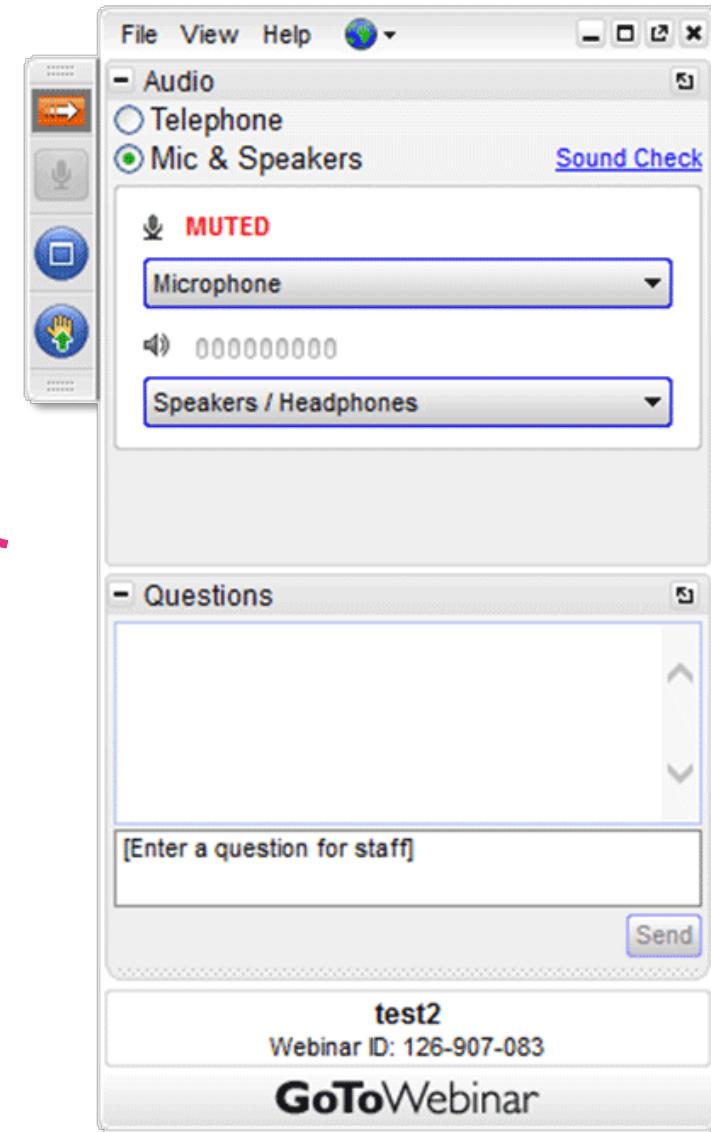 File View Help
Audio
Telephone
Mic & Speakers Sound Check
MUTED
Microphone
000000000
Speakers / Headphones
Questions
[Enter a question for staff]
Send
test2
Webinar ID: 126-907-083
GoToWebinar